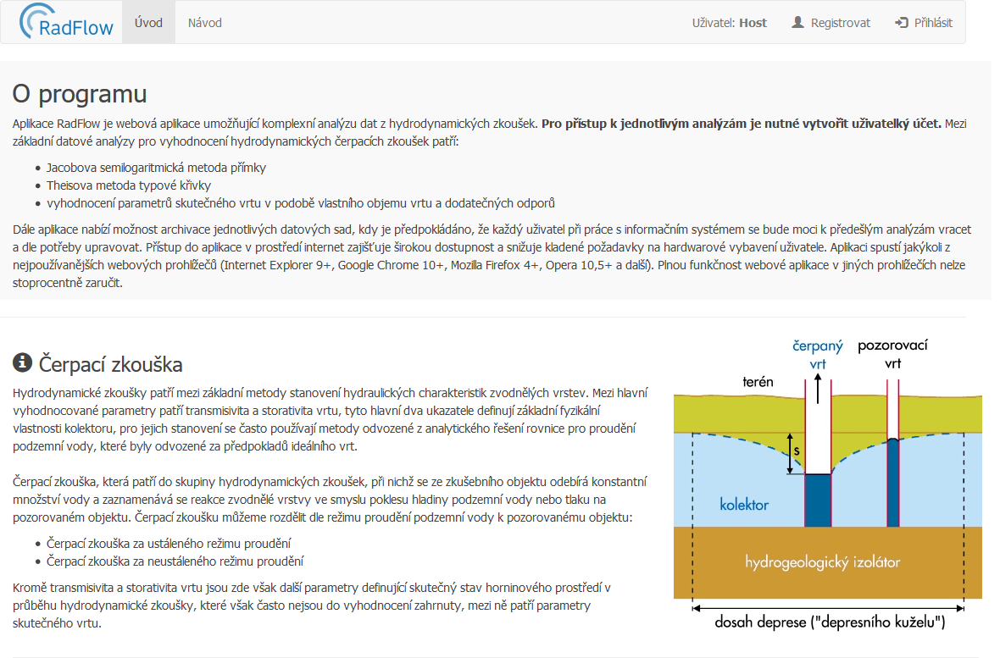 RadFlow Úvod Návod Uživatel: Host Registrovat Přihlásit
O programu
Aplikace RadFlow je webová aplikace umožňující komplexní analýzu dat z hydrodynamických zkoušek. Pro přístup k jednotlivým analýzám je nutné vytvořit uživatelký účet. Mezi
základní datové analýzy pro vyhodnocení hydrodynamických čerpacích zkoušek patří:
• Jacobova semilogaritmická metoda přímky
• Theisova metoda typové křivky
• vyhodnocení parametrů skutečného vrtu v podobě vlastního objemu vrtu a dodatečných odporů
Dále aplikace nabízí možnost archivace jednotlivých datových sad, kdy je předpokládáno, že každý uživatel při práce s informačním systémem se bude moci k předešlým analýzám vracet
a dle potřeby upravovat. Přístup do aplikace v prostředí internet zajišťuje širokou dostupnost a snižuje kladené požadavky na hardwarové vybavení uživatele. Aplikaci spustí jakýkoli z
nejpoužívanějších webových prohlížečů (Internet Explorer 9+, Google Chrome 10+, Mozilla Firefox 4+, Opera 10,5+ a další). Plnou funkčnost webové aplikace v jiných prohlížečích nelze
stoprocentně zaručit.
Čerpací zkouška
Hydrodynamické zkoušky patří mezi základní metody stanovení hydraulických charakteristik zvodnělých vrstev. Mezi hlavní
vyhodnocované parametry patří transmisivita a storativita vrtu, tyto hlavní dva ukazatele definují základní fyzikální
vlastnosti kolektoru, pro jejich stanovení se často používají metody odvozené z analytického řešení rovnice pro proudění
podzemní vody, které byly odvozené za předpokladů ideálního vrt.
Čerpací zkouška, která patří do skupiny hydrodynamických zkoušek, při nichž se ze zkušebního objektu odebírá konstantní
množství vody a zaznamenává se reakce zvodnělé vrstvy ve smyslu poklesu hladiny podzemní vody nebo tlaku na
pozorovaném objektu. Čerpací zkoušku můžeme rozdělit dle režimu proudění podzemní vody k pozorovanému objektu:
• Čerpací zkouška za ustáleného režimu proudění
• Čerpací zkouška za neustáleného režimu proudění
Kromě transmisivita a storativita vrtu jsou zde však další parametry definující skutečný stav horninového prostředí v
průběhu hydrodynamické zkoušky, které však často nejsou do vyhodnocení zahrnuty, mezi ně patří parametry
skutečného vrtu.
čerpaný
vrt
pozorovací
vrt
terén
s
kolektor
hydrogeologický izolátor
dosah deprese ("depresního kuželu")